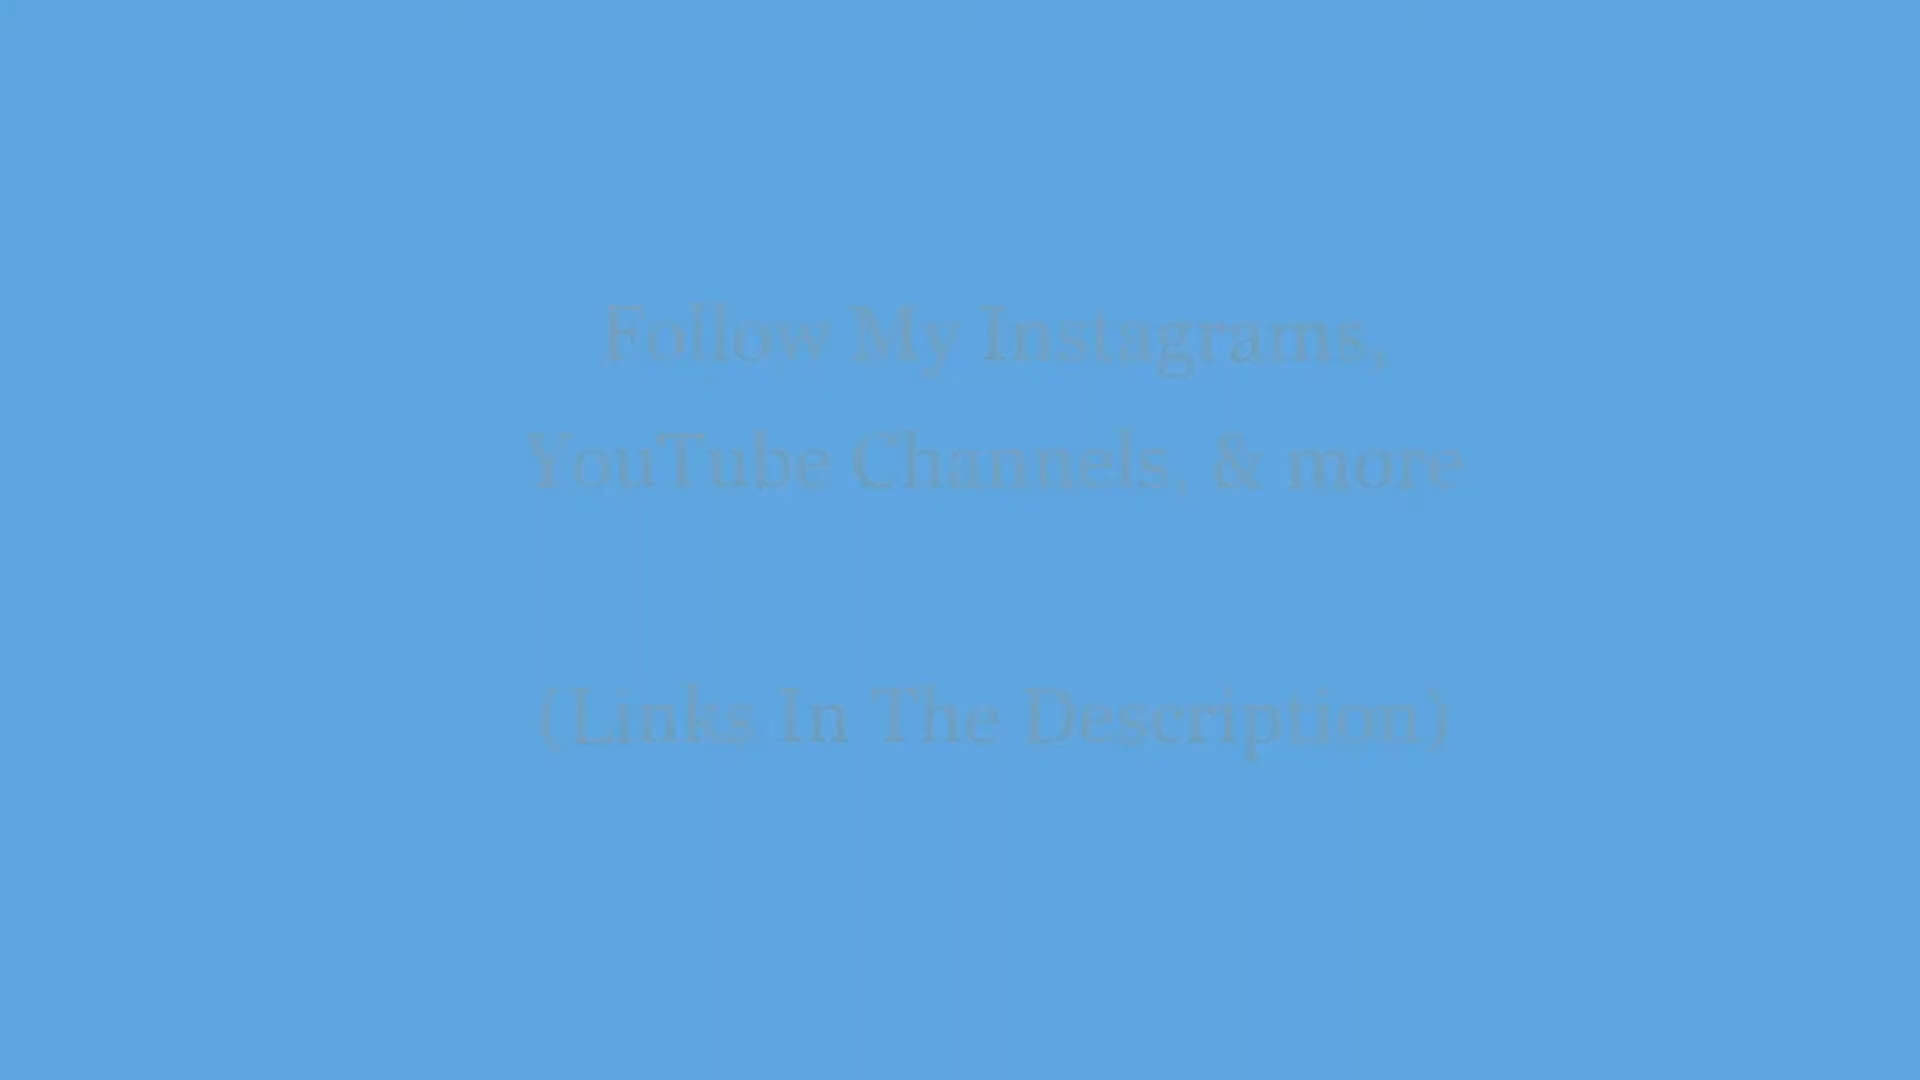 Follow My Instagrams,
YouTube Channels, & more
(Links In The Description)